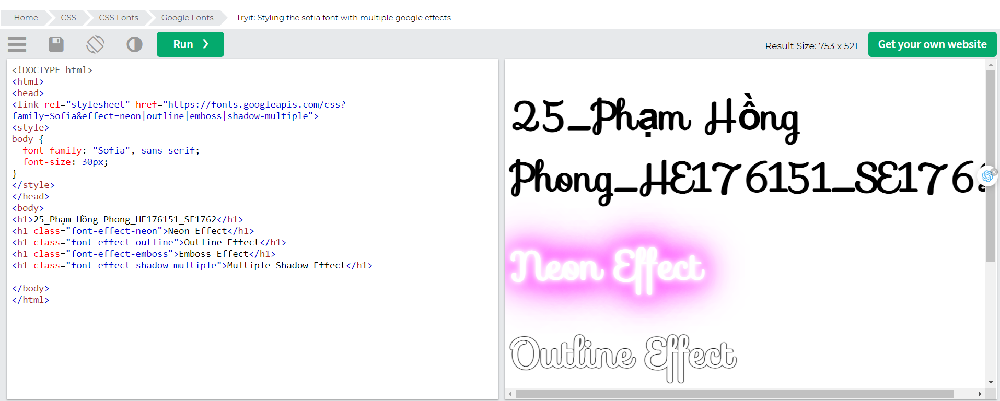 Home CSS CSS Fonts Google Fonts Tryit: Styling the sofia font with multiple google effects
Run ❯ Result Size: 753 x 521 Get your own website
<!DOCTYPE html>
<html>
<head>
<link rel="stylesheet" href="https://fonts.googleapis.com/css?
family=Sofia&effect=neon|outline|emboss|shadow-multiple">
<style>
body {
  font-family: "Sofia", sans-serif;
  font-size: 30px;
}
</style>
</head>
<body>
<h1>25_Phạm Hồng Phong_HE176151_SE1762</h1>
<h1 class="font-effect-neon">Neon Effect</h1>
<h1 class="font-effect-outline">Outline Effect</h1>
<h1 class="font-effect-emboss">Emboss Effect</h1>
<h1 class="font-effect-shadow-multiple">Multiple Shadow Effect</h1>
</body>
</html>
25_Phạm Hồng
Phong_HE176151_SE176
Neon Effect
Outline Effect